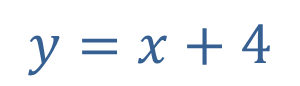 y = x + 4